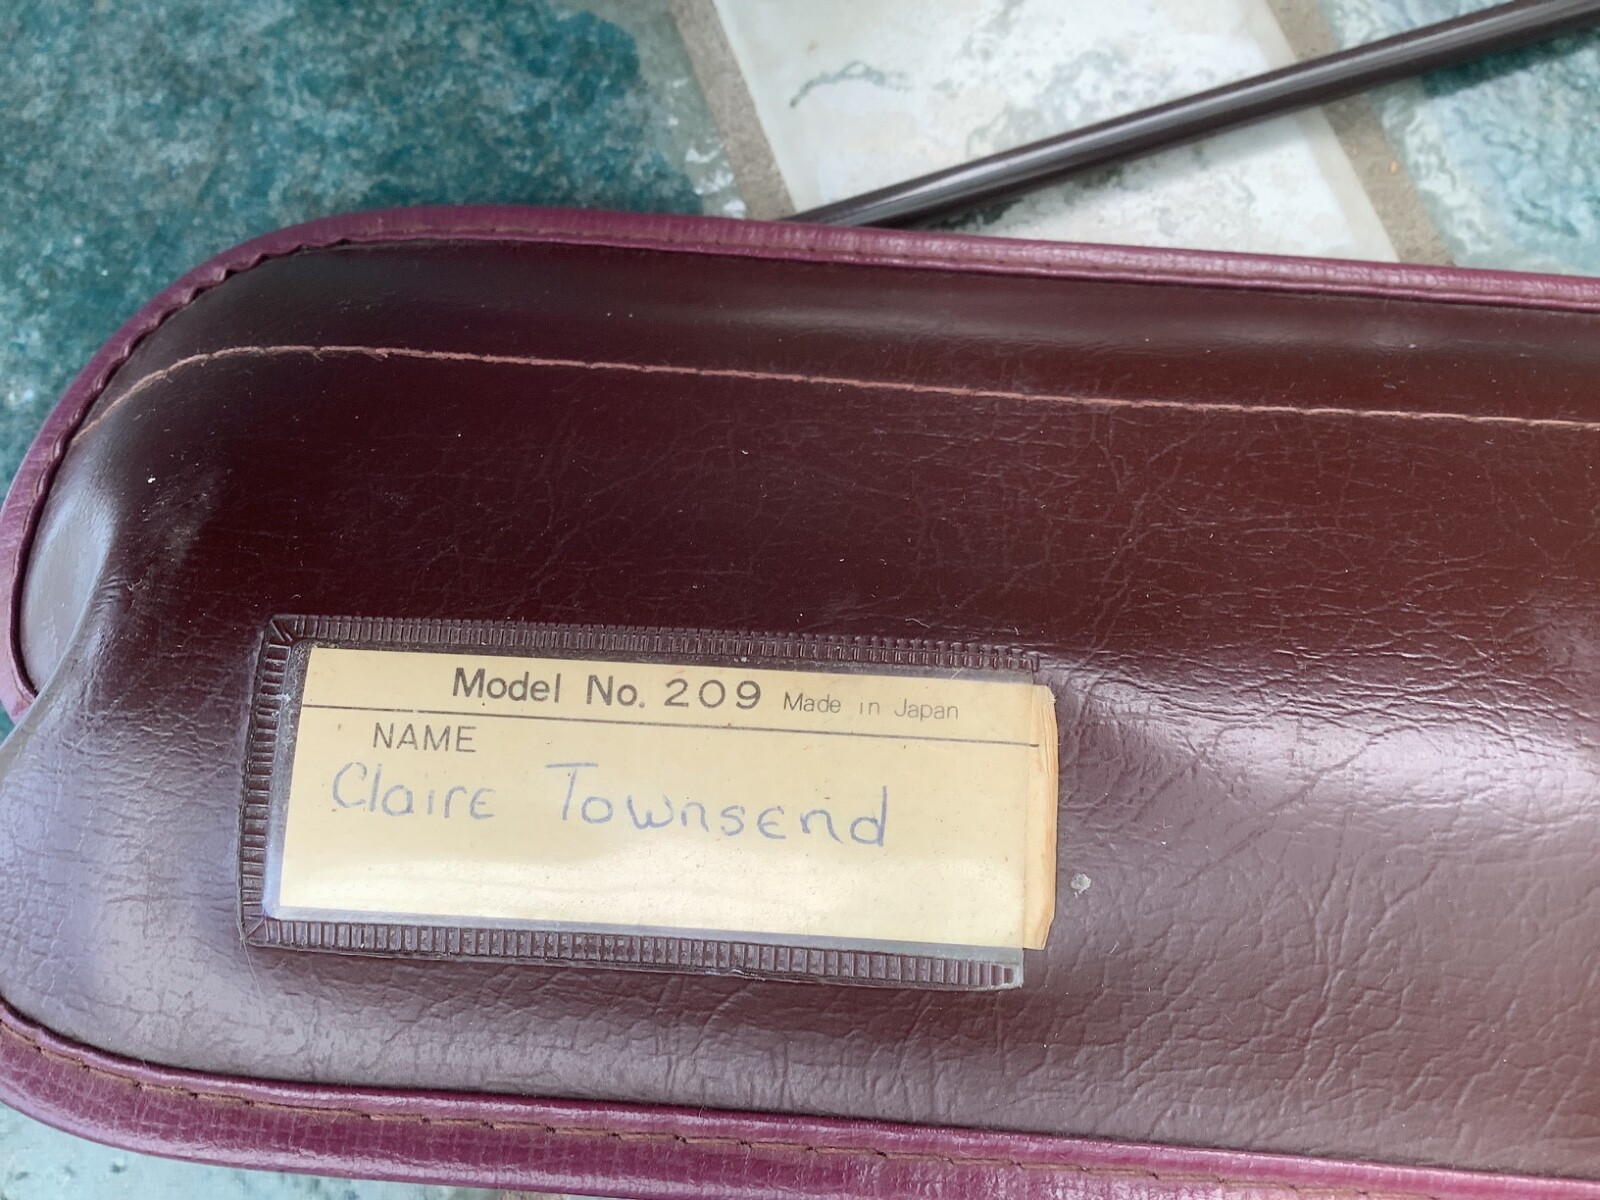 Model No. 209 Made in Japan
NAME
Claire Townsend